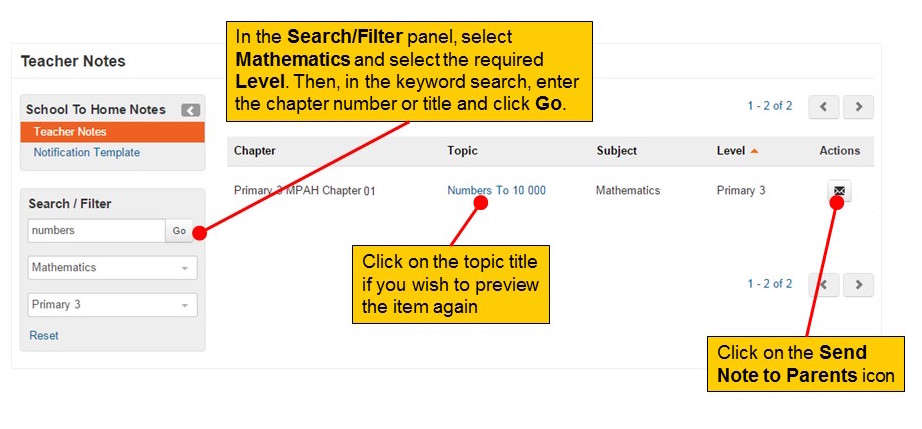 In the Search/Filter panel, select
Mathematics and select the required
Level. Then, in the keyword search, enter
the chapter number or title and click Go.
Teacher Notes
School To Home Notes
Teacher Notes
Notification Template
1 - 2 of 2
Chapter Topic Subject Level Actions
Primary 3 MPAH Chapter 01 Numbers To 10 000 Mathematics Primary 3
Search / Filter
numbers Go
Mathematics
Primary 3
Reset
Click on the topic title
if you wish to preview
the item again
1 - 2 of 2
Click on the Send
Note to Parents icon